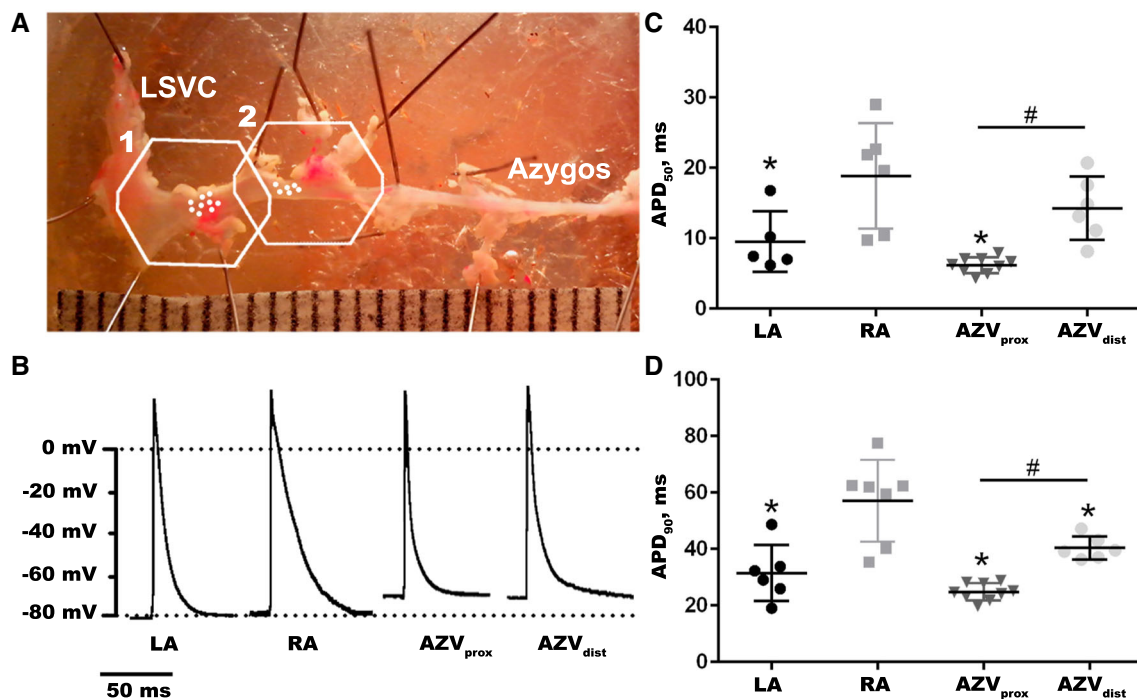 A
LSVC
1
2
Azygos
B
0 mV
-20 mV
-40 mV
-60 mV
-80 mV
LA RA AZVprox AZVdist
50 ms
C
APD50, ms
40
30
20
10
0
*
*
#
LA RA AZVprox AZVdist
D
APD90, ms
100
80
60
40
20
0
*
*
#
*
LA RA AZVprox AZVdist